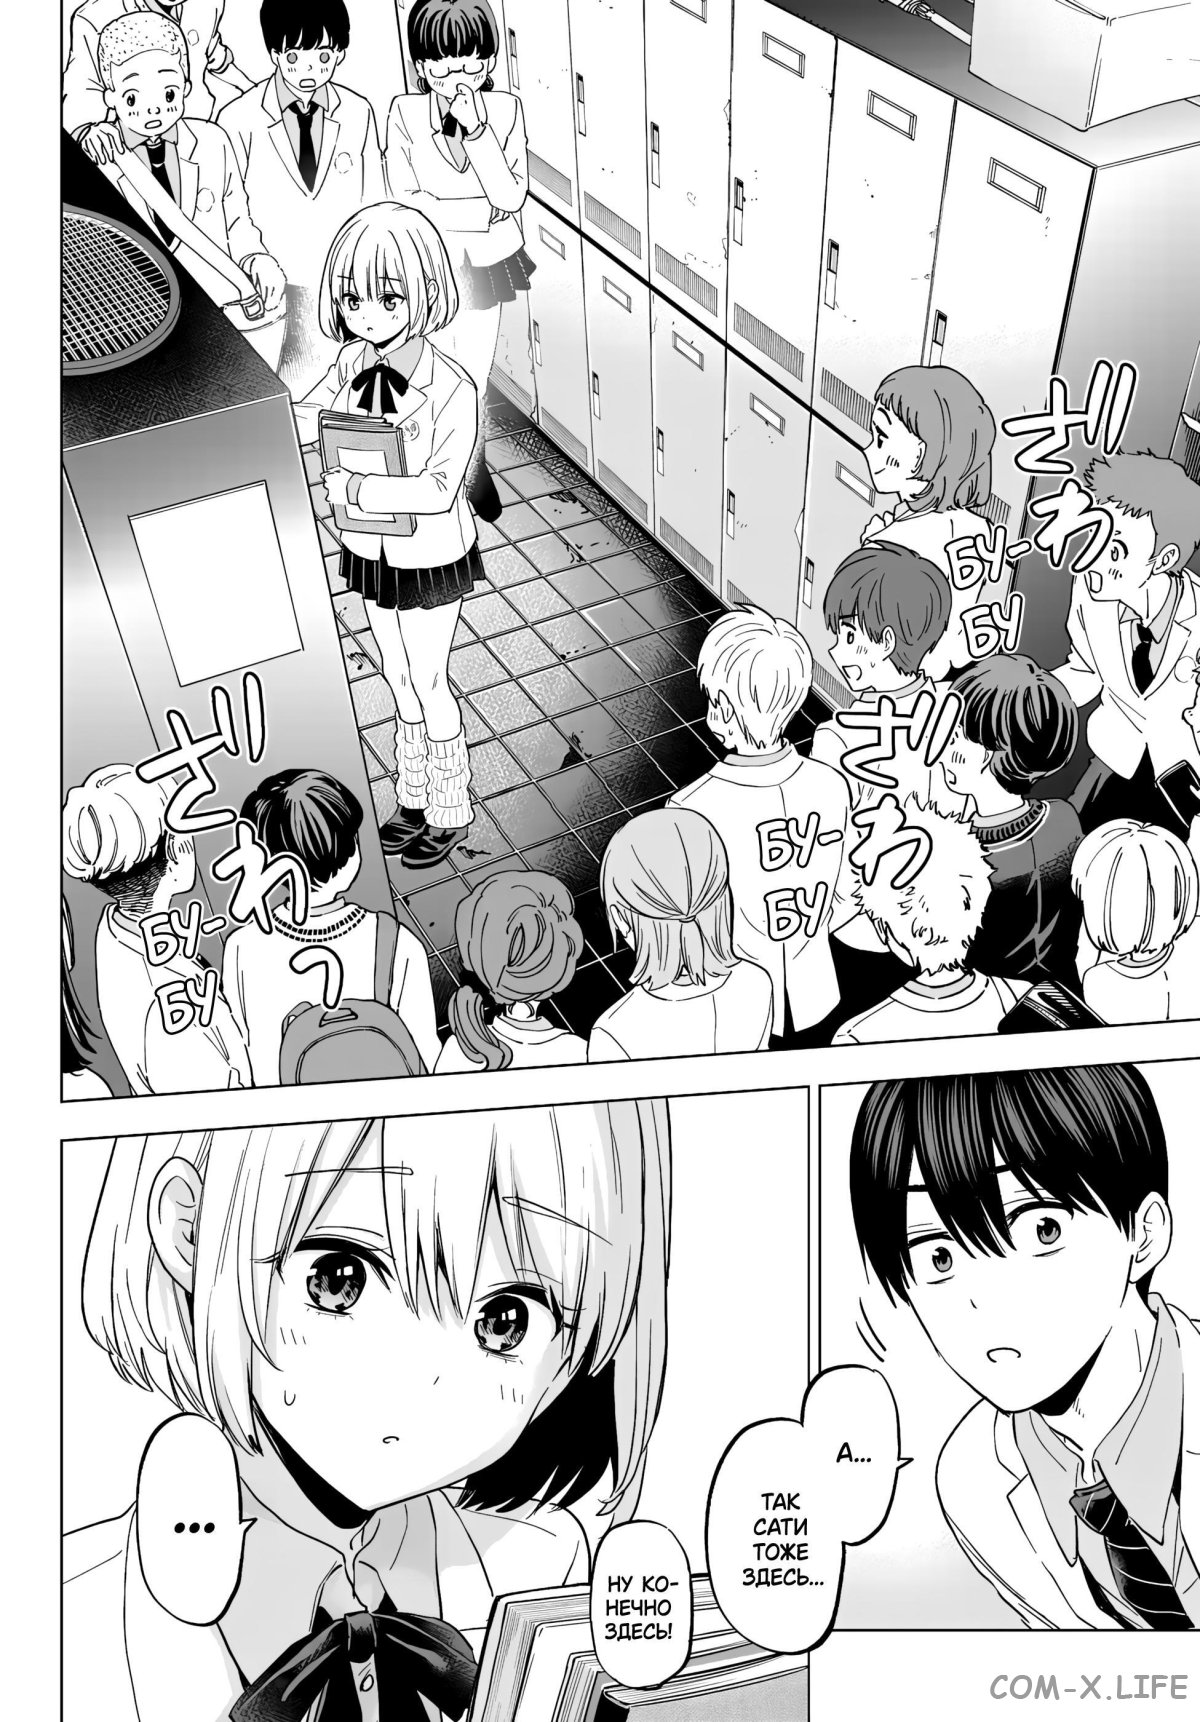 ざわ
БУ-
БУ
ざわ
БУ-
БУ
ざわっ
БУ-
БУ
А...
ТАК
САТИ
ТОЖЕ
ЗДЕСЬ...
...
НУ КО-
НЕЧНО
ЗДЕСЬ!
COM-X.LIFE